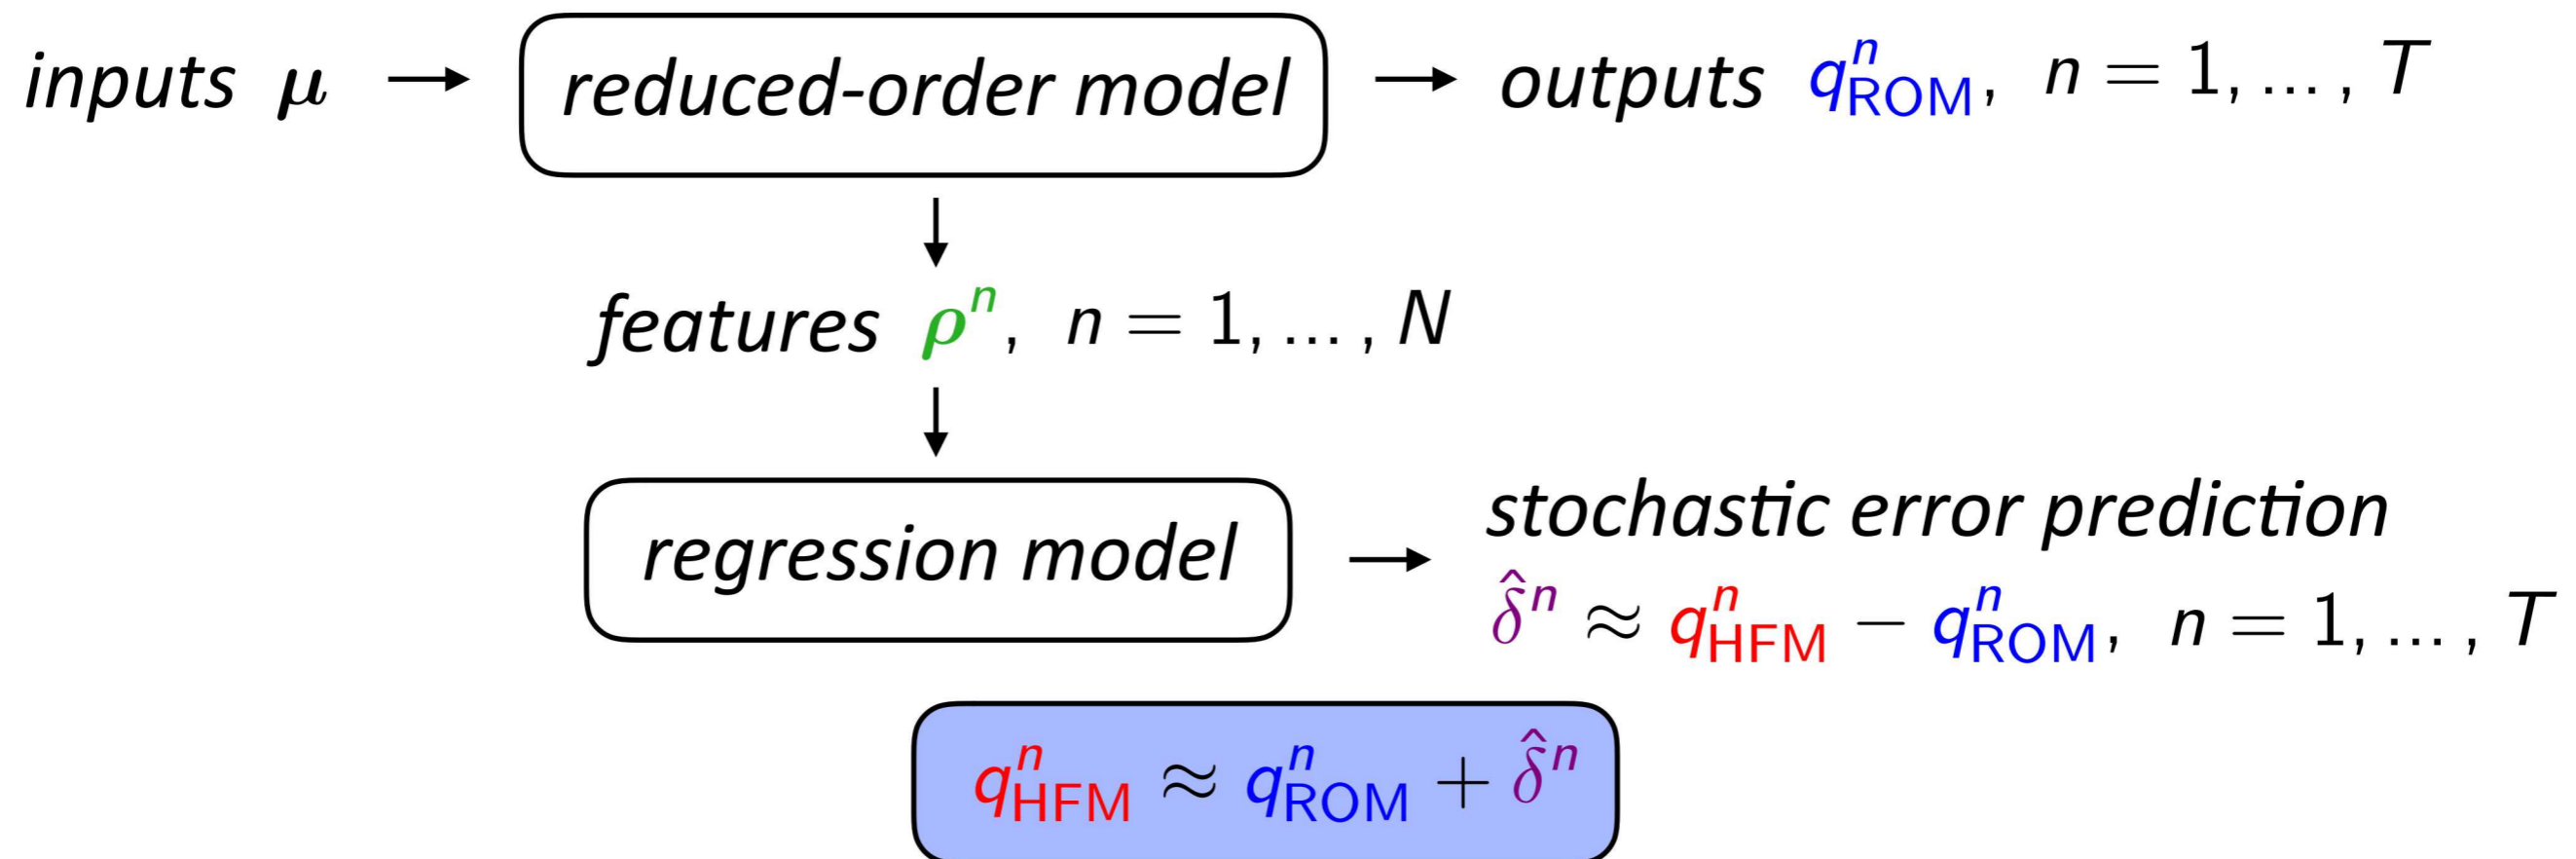 inputs μ → reduced-order model → outputs q^n_ROM, n = 1, ... , T
features ρ^n, n = 1, ... , N
regression model → stochastic error prediction
δ̂^n ≈ q^n_HFM − q^n_ROM, n = 1, ... , T
q^n_HFM ≈ q^n_ROM + δ̂^n